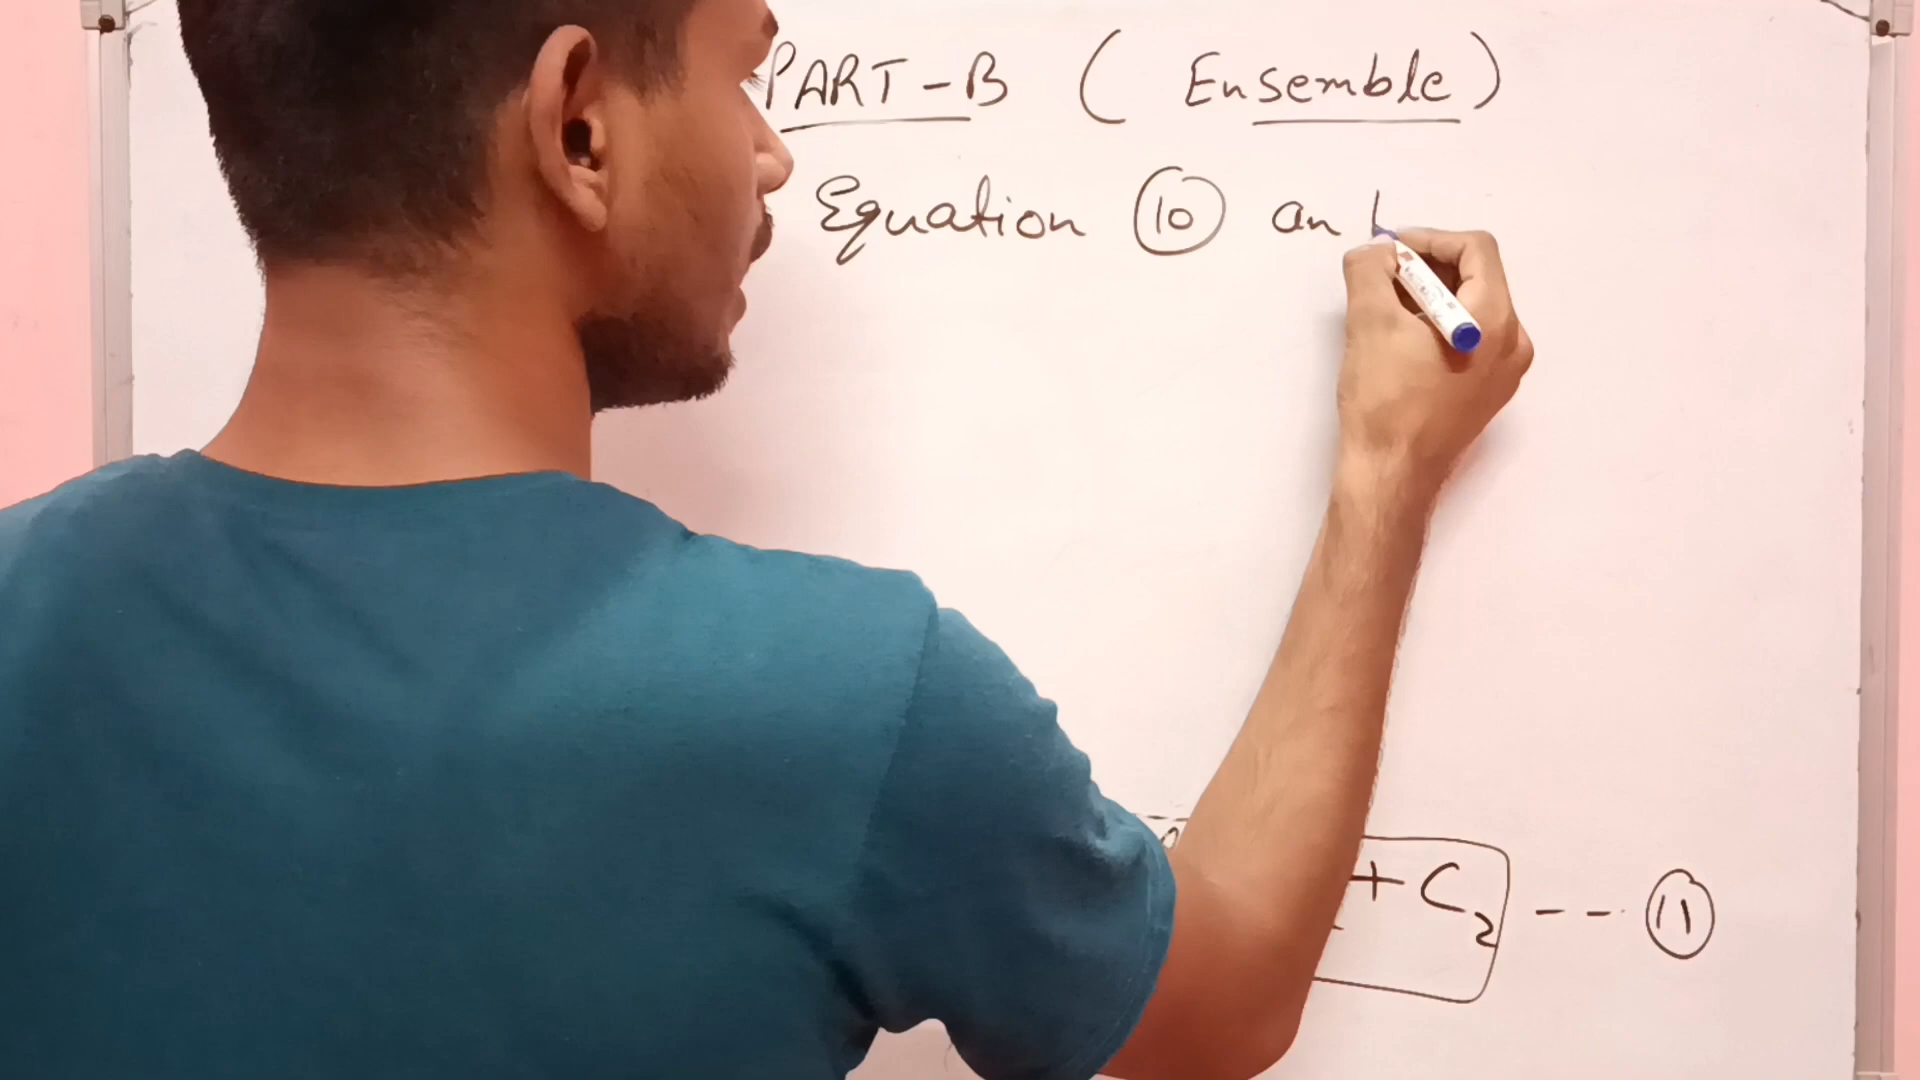 PART-B ( Ensemble )
Equation ⑩ an
+ C₂ --- ⑪